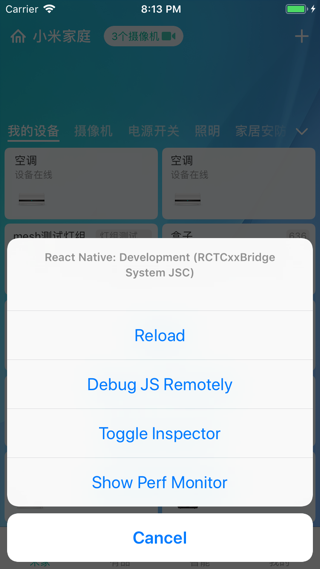 Carrier 8:13 PM
小米家庭 3个摄像机
我的设备 摄像机 电源开关 照明 家居安
空调 空调
设备在线 设备在线
mesh测试灯组 盒子
React Native: Development (RCTCxxBridge
System JSC)
Reload
Debug JS Remotely
Toggle Inspector
Show Perf Monitor
Cancel